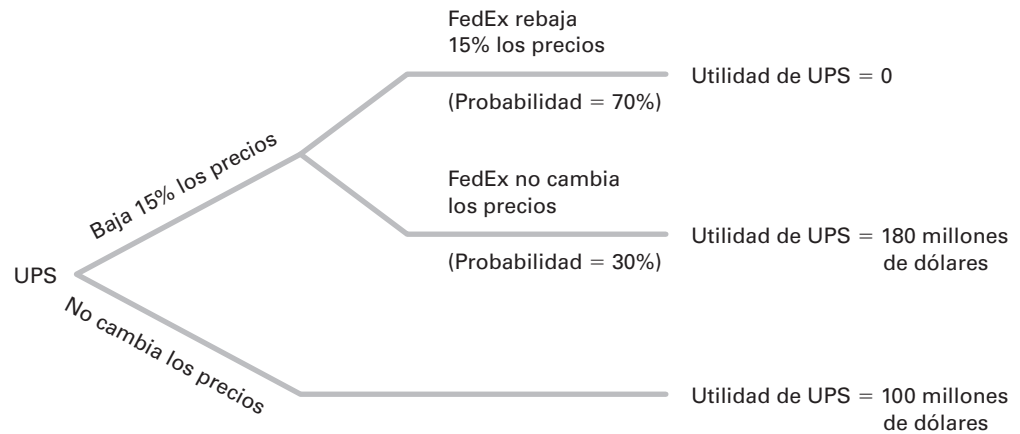 FedEx rebaja
15% los precios
Utilidad de UPS = 0
(Probabilidad = 70%)
Baja 15% los precios
FedEx no cambia
los precios
Utilidad de UPS = 180 millones
de dólares
(Probabilidad = 30%)
UPS
No cambia los precios
Utilidad de UPS = 100 millones
de dólares